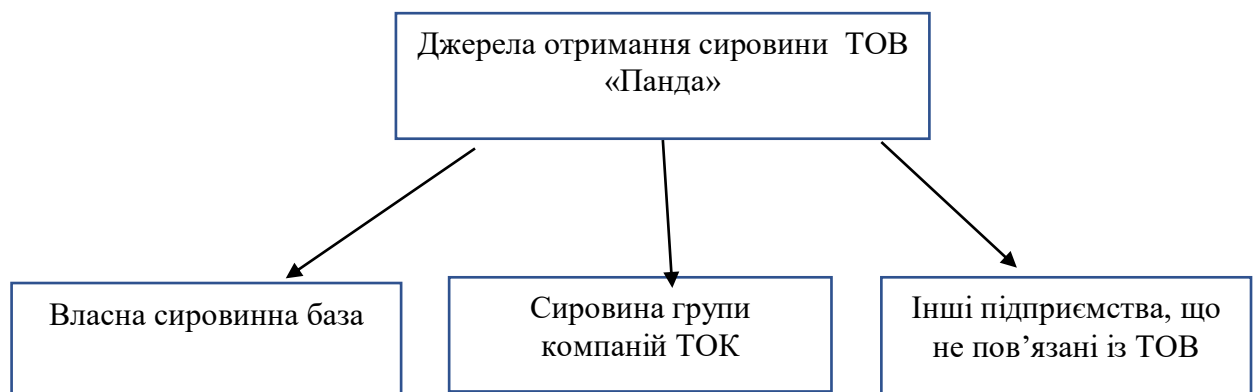 Джерела отримання сировини ТОВ
«Панда»
Власна сировинна база
Сировина групи
компаній ТОК
Інші підприємства, що
не пов’язані із ТОВ